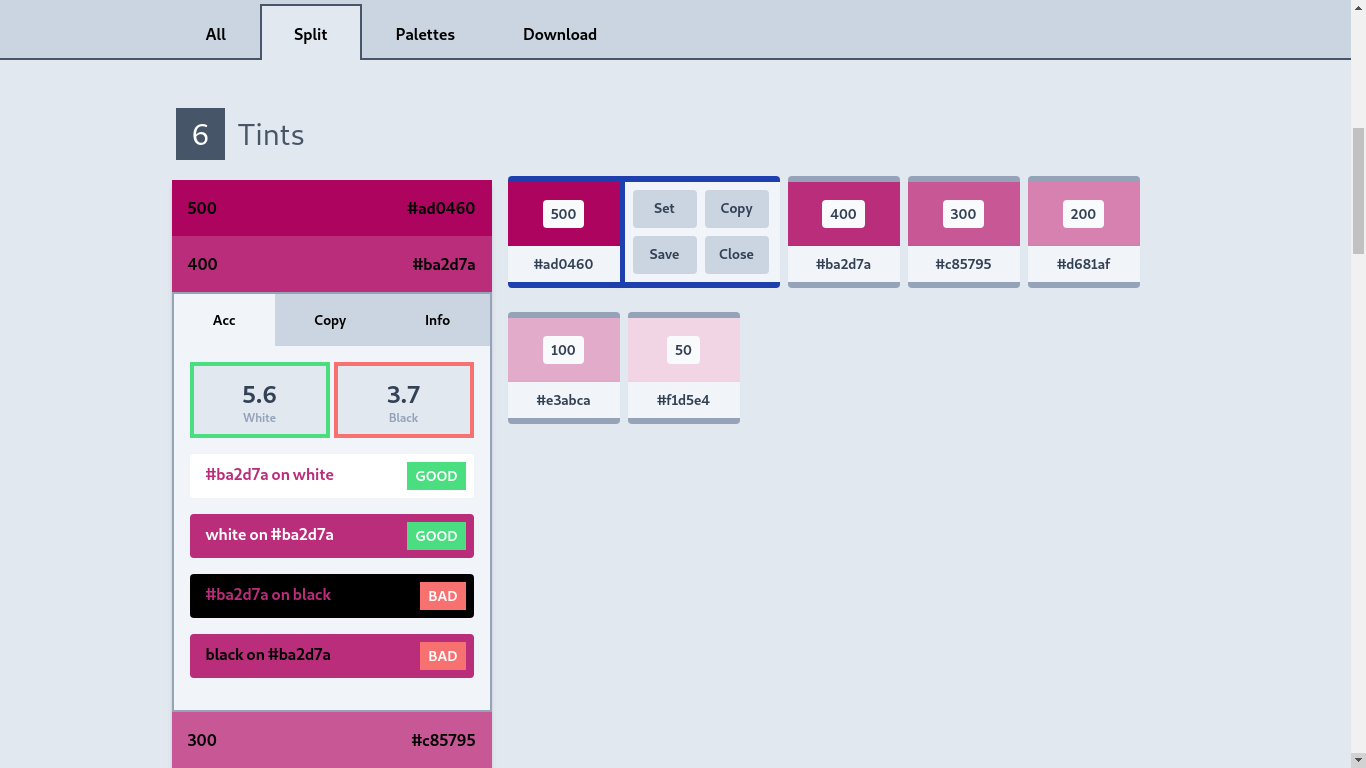 All Split Palettes Download
6 Tints
500 #ad0460
400 #ba2d7a
Acc Copy Info
5.6 3.7
White Black
#ba2d7a on white GOOD
white on #ba2d7a GOOD
#ba2d7a on black BAD
black on #ba2d7a BAD
300 #c85795
500 Set Copy 400 300 200
Save Close
#ad0460 #ba2d7a #c85795 #d681af
100 50
#e3abca #f1d5e4